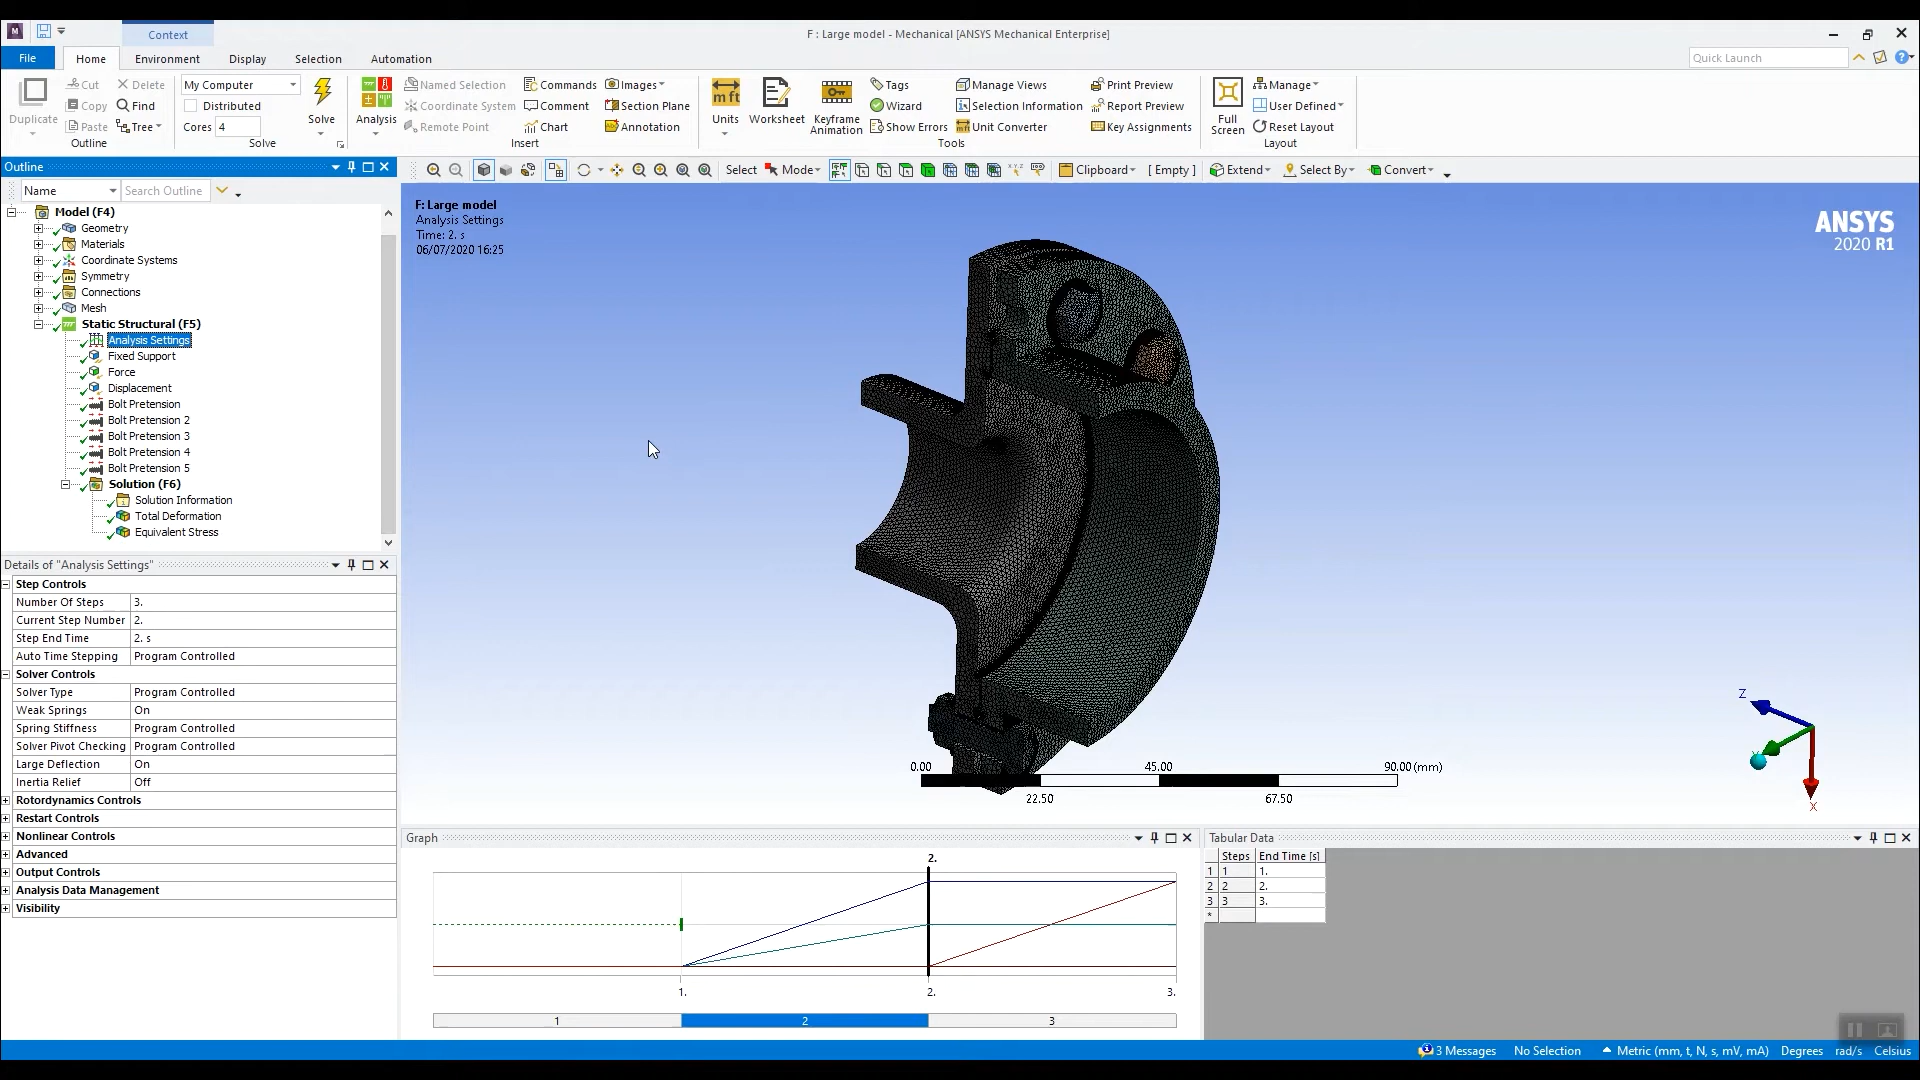 Context
F : Large model - Mechanical [ANSYS Mechanical Enterprise]
File Home Environment Display Selection Automation
Quick Launch
Duplicate
Cut
Copy
Paste
Delete
Find
Tree
Outline
My Computer
Distributed
Cores 4
Solve
Solve
Analysis
Named Selection
Coordinate System
Remote Point
Commands
Comment
Chart
Images
Section Plane
Annotation
Insert
Units
Worksheet
Keyframe Animation
Tags
Wizard
Show Errors
Manage Views
Selection Information
Unit Converter
Print Preview
Report Preview
Key Assignments
Tools
Full Screen
Manage
User Defined
Reset Layout
Layout
Outline
Select Mode Clipboard [ Empty ] Extend Select By Convert
Name Search Outline
Model (F4)
Geometry
Materials
Coordinate Systems
Symmetry
Connections
Mesh
Static Structural (F5)
Analysis Settings
Fixed Support
Force
Displacement
Bolt Pretension
Bolt Pretension 2
Bolt Pretension 3
Bolt Pretension 4
Bolt Pretension 5
Solution (F6)
Solution Information
Total Deformation
Equivalent Stress
Details of "Analysis Settings"
Step Controls
Number Of Steps 3.
Current Step Number 2.
Step End Time 2. s
Auto Time Stepping Program Controlled
Solver Controls
Solver Type Program Controlled
Weak Springs On
Spring Stiffness Program Controlled
Solver Pivot Checking Program Controlled
Large Deflection On
Inertia Relief Off
Rotordynamics Controls
Restart Controls
Nonlinear Controls
Advanced
Output Controls
Analysis Data Management
Visibility
F: Large model
Analysis Settings
Time: 2. s
06/07/2020 16:25
ANSYS
2020 R1
Z
X
0.00 45.00 90.00 (mm)
22.50 67.50
Graph
2.
1. 2. 3.
1 2 3
Tabular Data
Steps End Time [s]
1 1 1.
2 2 2.
3 3 3.
*
3 Messages No Selection Metric (mm, t, N, s, mV, mA) Degrees rad/s Celsius